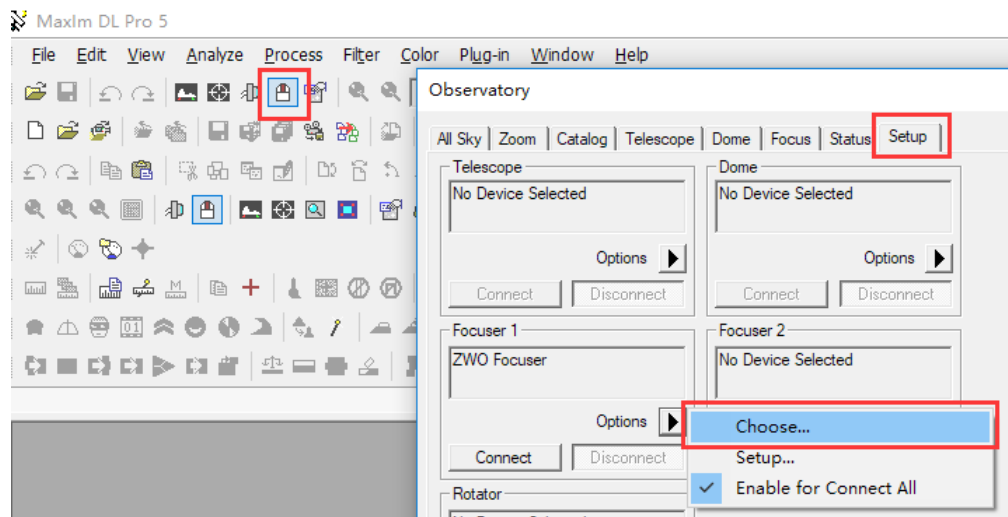 MaxIm DL Pro 5
File Edit View Analyze Process Filter Color Plug-in Window Help
Observatory
All Sky Zoom Catalog Telescope Dome Focus Status Setup
Telescope
No Device Selected
Options
Connect Disconnect
Dome
No Device Selected
Options
Connect Disconnect
Focuser 1
ZWO Focuser
Options
Connect Disconnect
Focuser 2
No Device Selected
Choose...
Setup...
Enable for Connect All
Rotator